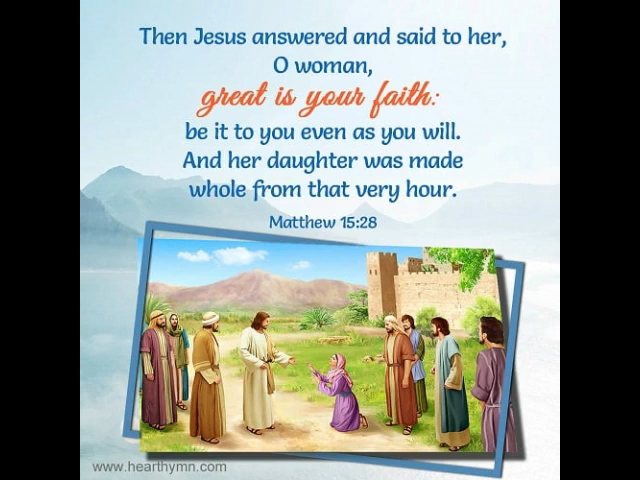 Then Jesus answered and said to her,
O woman,
great is your faith:
be it to you even as you will.
And her daughter was made
whole from that very hour.
Matthew 15:28
www.hearthymn.com